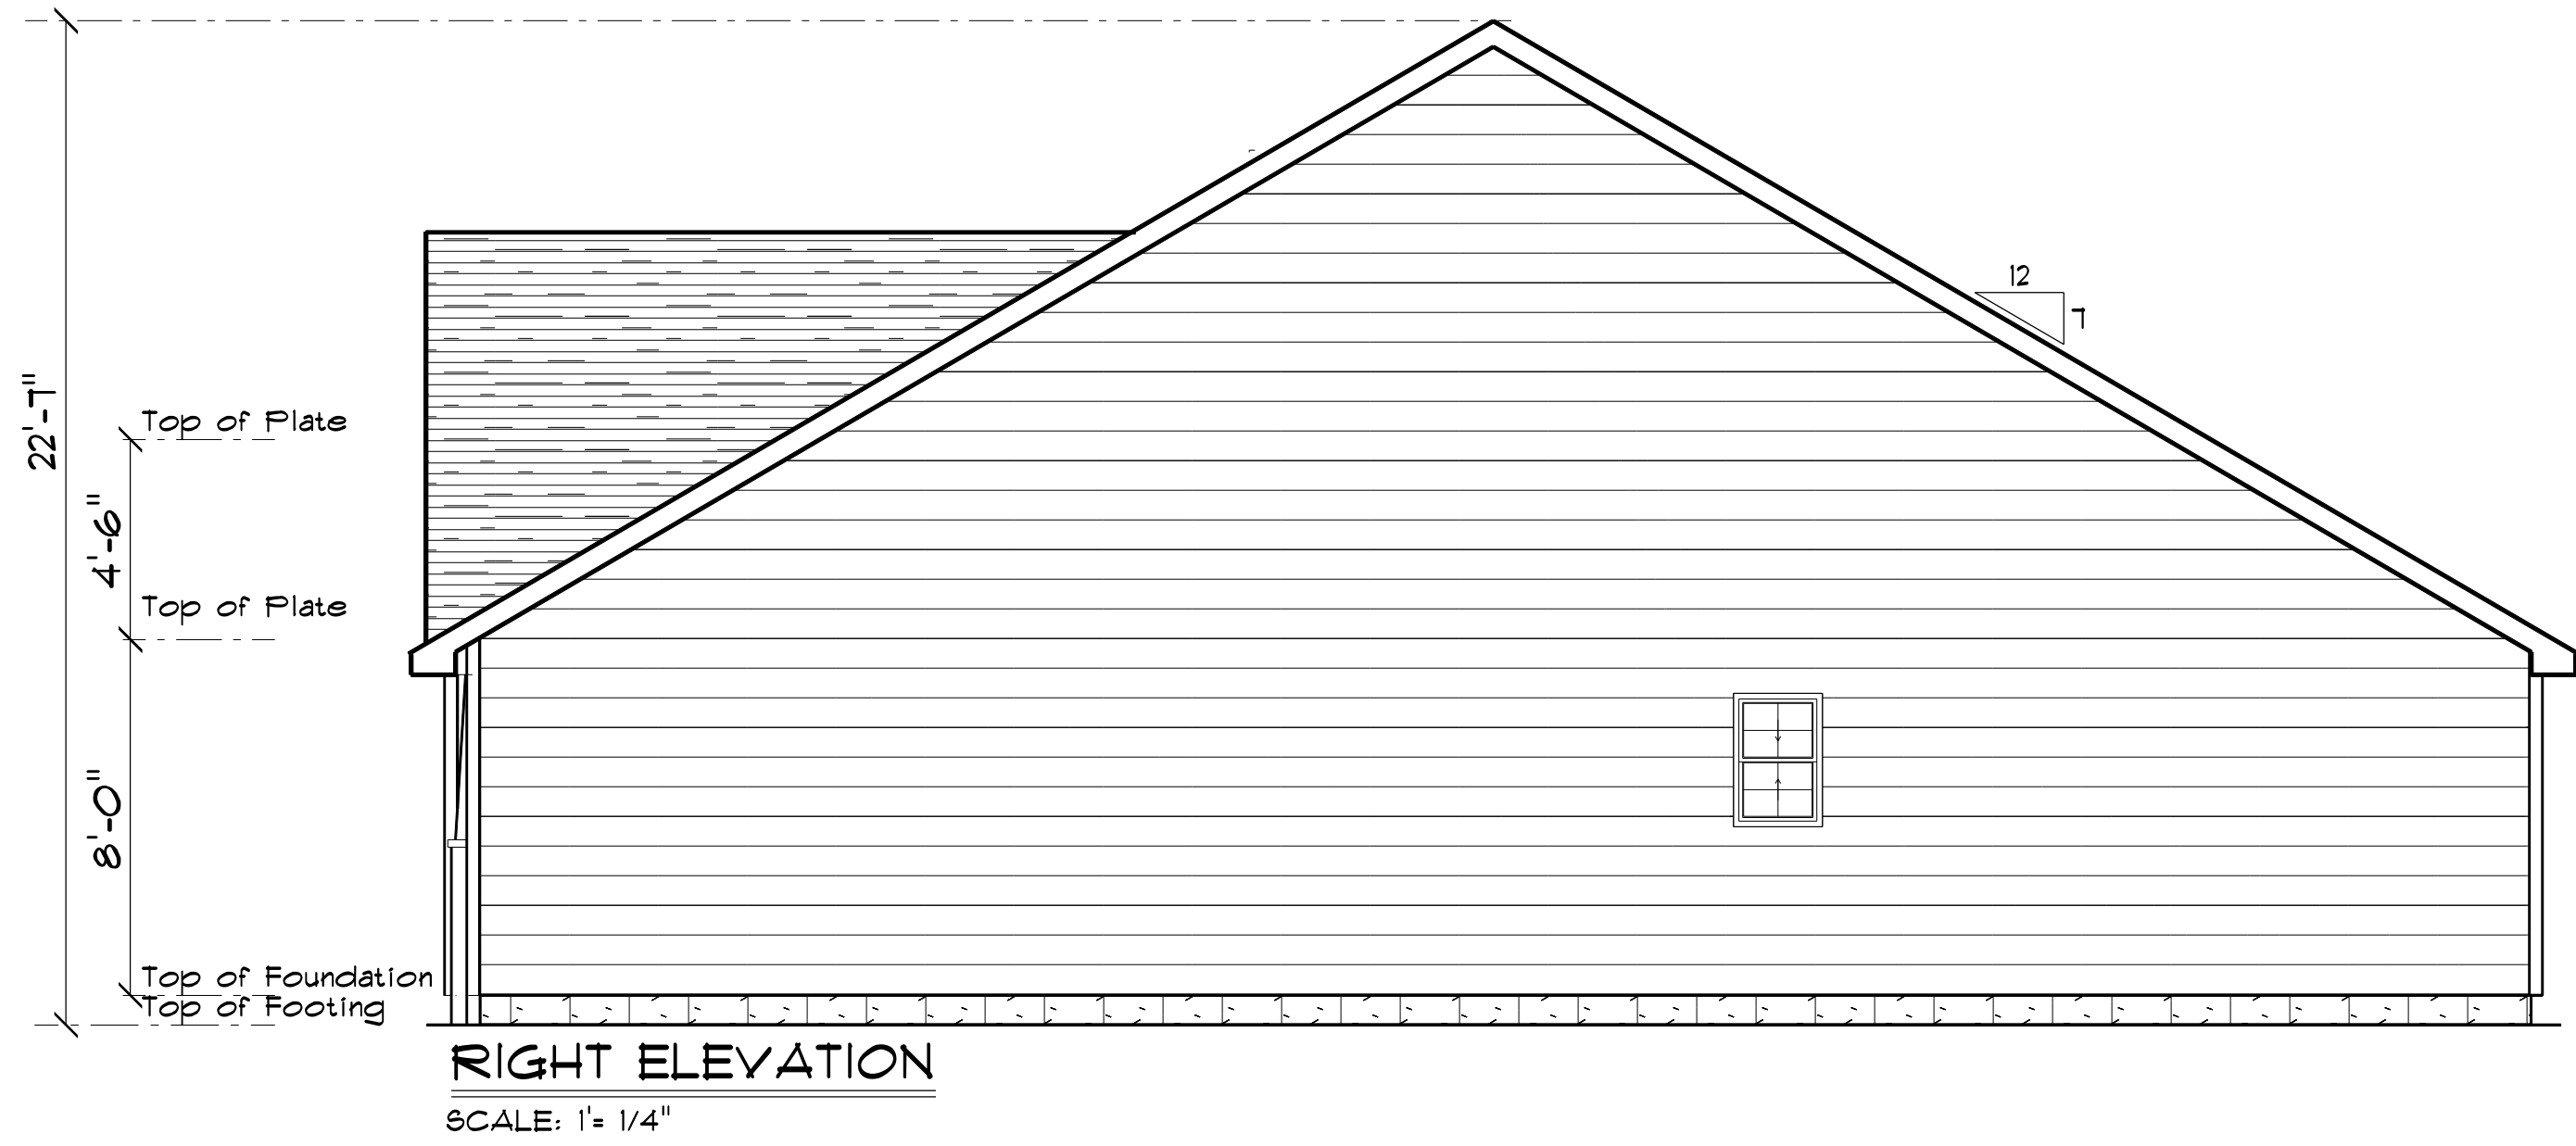 12
7
22'-7"
Top of Plate
4'-6"
Top of Plate
8'-0"
Top of Foundation
Top of Footing
RIGHT ELEVATION
SCALE: 1'= 1/4"